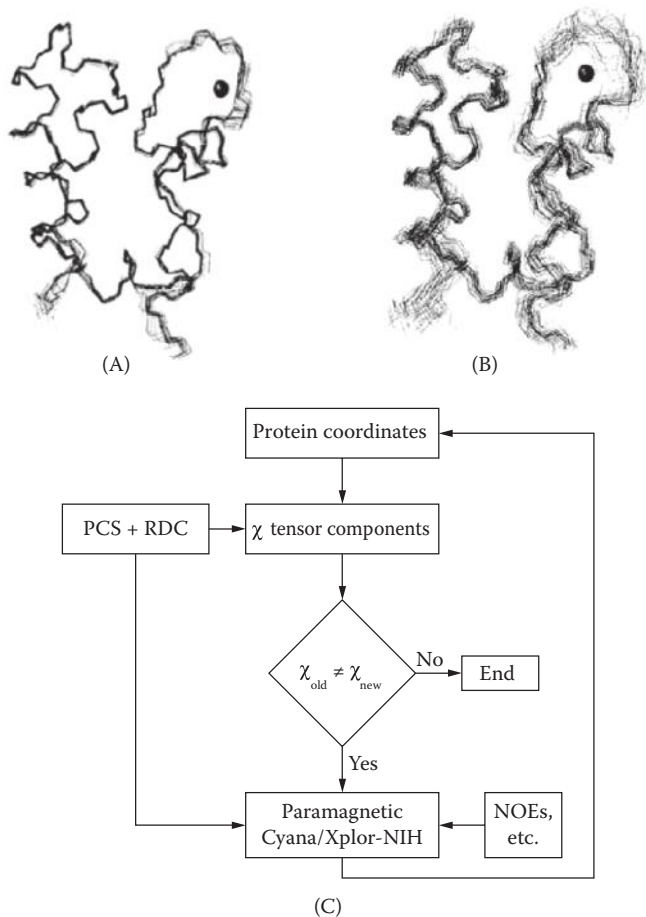 (A)
(B)
Protein coordinates
PCS + RDC
χ tensor components
χold ≠ χnew
No
End
Yes
Paramagnetic
Cyana/Xplor-NIH
NOEs,
etc.
(C)